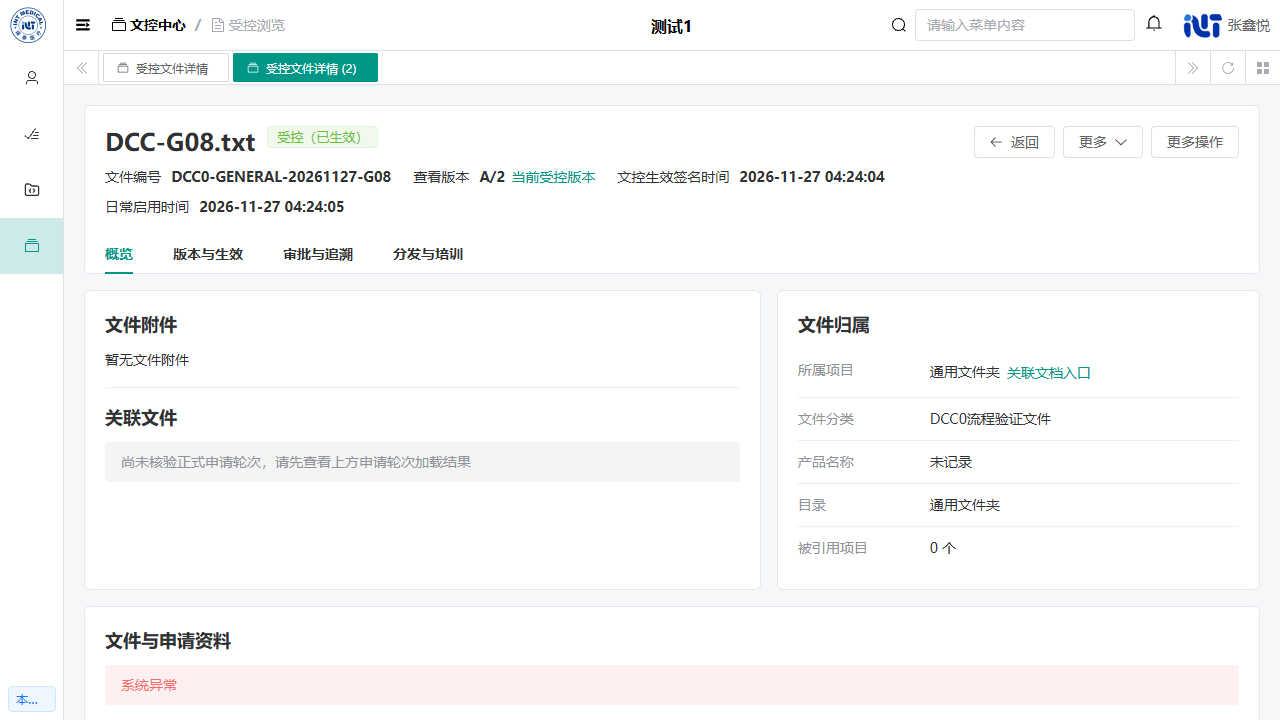 文控中心 / 受控浏览
测试1
请输入菜单内容
张鑫悦
受控文件详情
受控文件详情 (2)
DCC-G08.txt
受控（已生效）
返回
更多
更多操作
文件编号 DCC0-GENERAL-20261127-G08 查看版本 A/2 当前受控版本 文控生效签名时间 2026-11-27 04:24:04
日常启用时间 2026-11-27 04:24:05
概览 版本与生效 审批与追溯 分发与培训
文件附件
暂无文件附件
关联文件
尚未核验正式申请轮次，请先查看上方申请轮次加载结果
文件归属
所属项目 通用文件夹 关联文档入口
文件分类 DCC0流程验证文件
产品名称 未记录
目录 通用文件夹
被引用项目 0 个
文件与申请资料
系统异常
本...